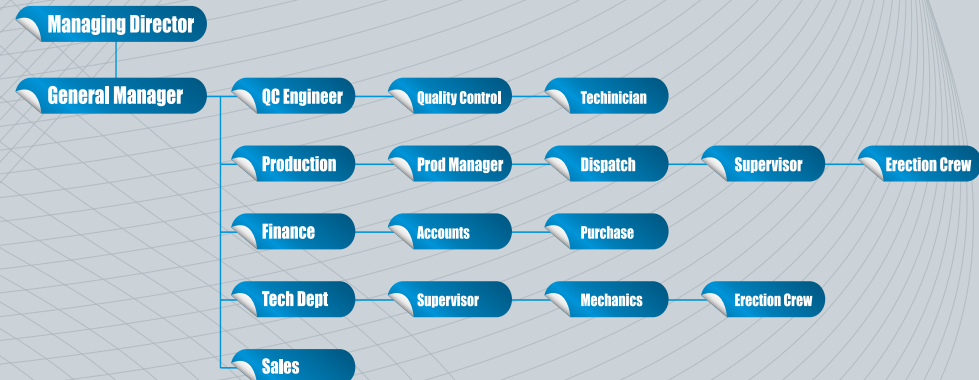 Managing Director
General Manager
QC Engineer
Quality Control
Techinician
Production
Prod Manager
Dispatch
Supervisor
Erection Crew
Finance
Accounts
Purchase
Tech Dept
Supervisor
Mechanics
Erection Crew
Sales